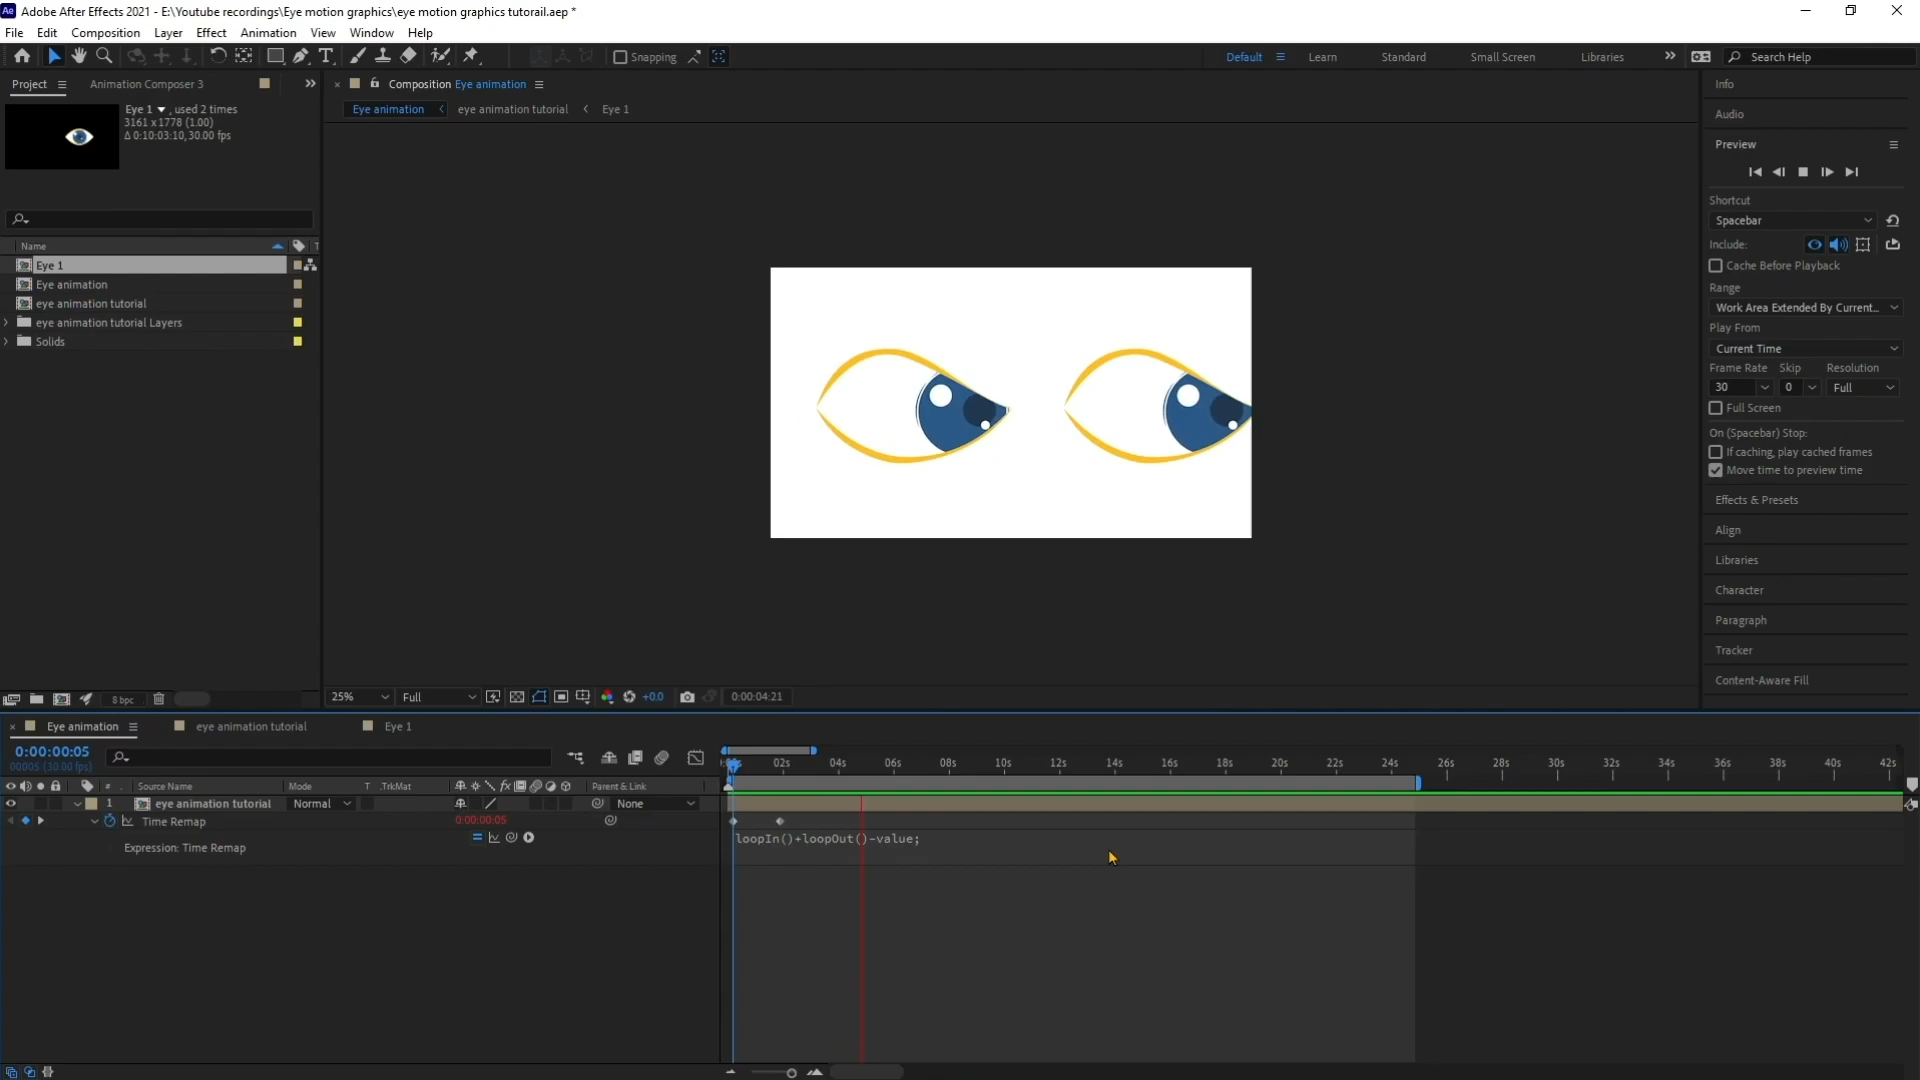 Adobe After Effects 2021 - E:\Youtube recordings\Eye motion graphics\eye motion graphics tutorail.aep *
File Edit Composition Layer Effect Animation View Window Help
Snapping
Default Learn Standard Small Screen Libraries Search Help
Project Animation Composer 3
Composition Eye animation
Eye animation eye animation tutorial Eye 1
Eye 1 , used 2 times
3161 x 1778 (1.00)
Δ 0:10:03:10, 30.00 fps
Name T
Eye 1
Eye animation
eye animation tutorial
eye animation tutorial Layers
Solids
8 bpc
25% Full +0.0 0:00:04:21
Info
Audio
Preview
Shortcut
Spacebar
Include:
Cache Before Playback
Range
Work Area Extended By Current...
Play From
Current Time
Frame Rate Skip Resolution
30 0 Full
Full Screen
On (Spacebar) Stop:
If caching, play cached frames
Move time to preview time
Effects & Presets
Align
Libraries
Character
Paragraph
Tracker
Content-Aware Fill
Eye animation eye animation tutorial Eye 1
0:00:00:05
00005 (30.00 fps)
02s 04s 06s 08s 10s 12s 14s 16s 18s 20s 22s 24s 26s 28s 30s 32s 34s 36s 38s 40s 42s
# Source Name Mode T .TrkMat fx Parent & Link
1 eye animation tutorial Normal None
Time Remap 0:00:00:05
Expression: Time Remap
loopIn()+loopOut()-value;